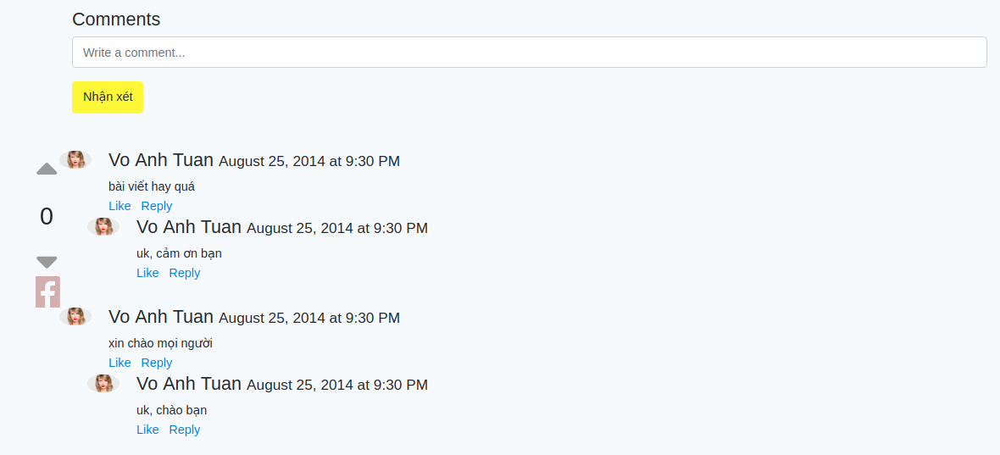 Comments
Write a comment...
Nhận xét
Vo Anh Tuan August 25, 2014 at 9:30 PM
bài viết hay quá
Like Reply
0
Vo Anh Tuan August 25, 2014 at 9:30 PM
uk, cảm ơn bạn
Like Reply
Vo Anh Tuan August 25, 2014 at 9:30 PM
xin chào mọi người
Like Reply
Vo Anh Tuan August 25, 2014 at 9:30 PM
uk, chào bạn
Like Reply